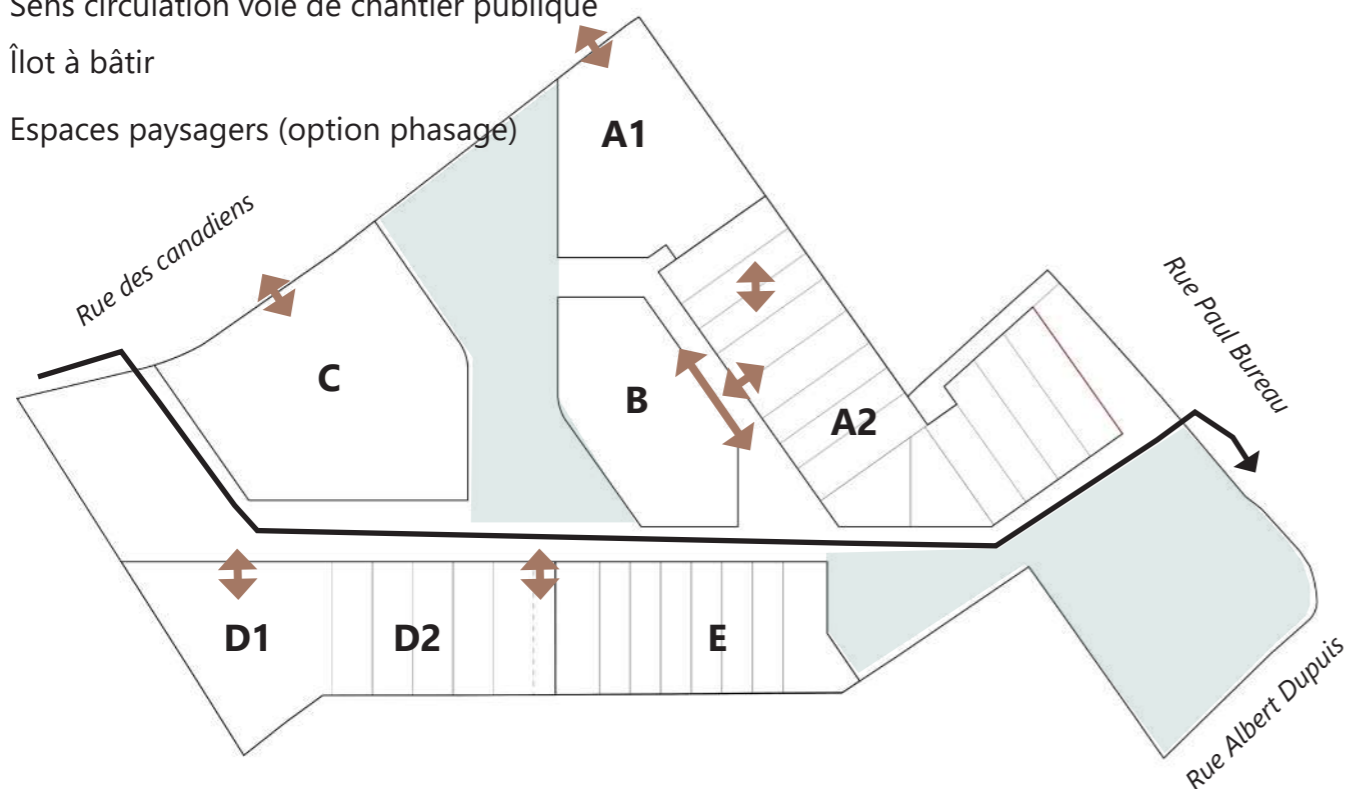 Sens circulation voie de chantier publique
Îlot à bâtir
Espaces paysagers (option phasage)
A1
Rue des canadiens
Rue Paul Bureau
C
B
A2
D1
D2
E
Rue Albert Dupuis